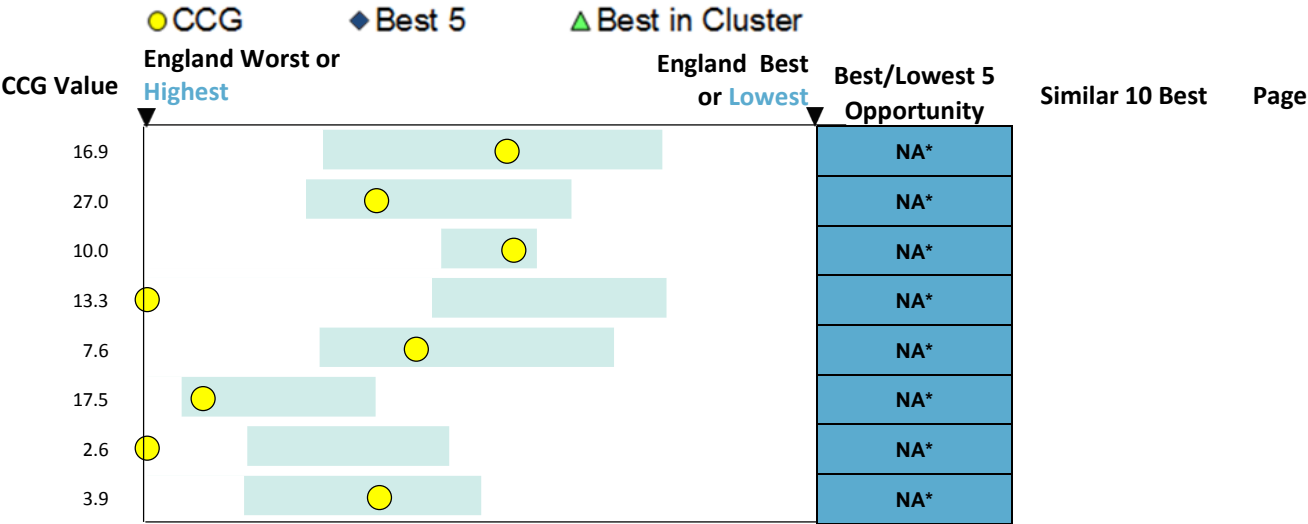 CCG Best 5 Best in Cluster
CCG Value
England Worst or
Highest
England Best
or Lowest
Best/Lowest 5
Opportunity
Similar 10 Best
Page
16.9 NA*
27.0 NA*
10.0 NA*
13.3 NA*
7.6 NA*
17.5 NA*
2.6 NA*
3.9 NA*